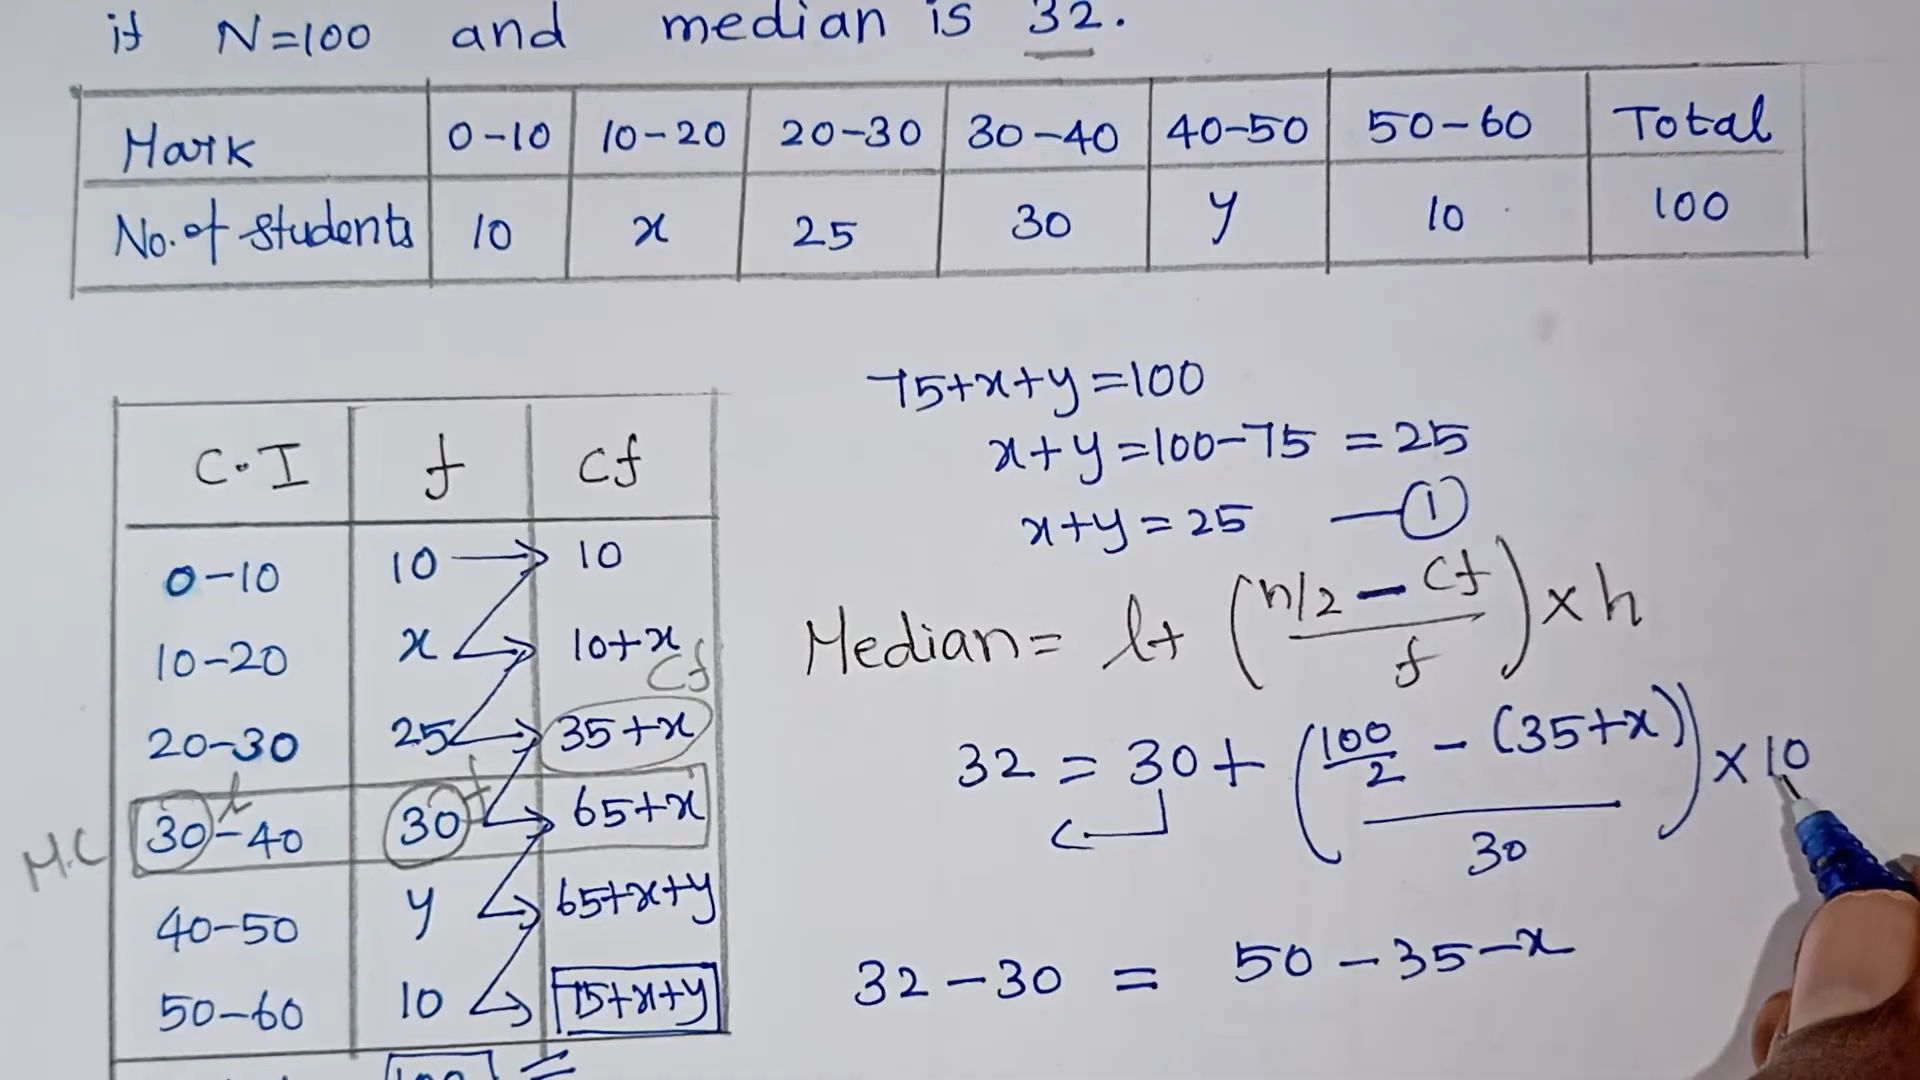 if N=100 and median is 32.
Mark 0-10 10-20 20-30 30-40 40-50 50-60 Total
No. of students 10 x 25 30 y 10 100
75+x+y=100
x+y=100-75 = 25
x+y = 25 —①
Median = l+ (n/2 - Cf / f) × h
32 = 30 + (100/2 - (35+x) / 30) × 10
32-30 = 50-35-x
C.I f Cf
0-10 10 10
10-20 x 10+x
Cf
20-30 25 35+x
l f
M.C 30-40 30 65+x
40-50 y 65+x+y
50-60 10 75+x+y
100 =